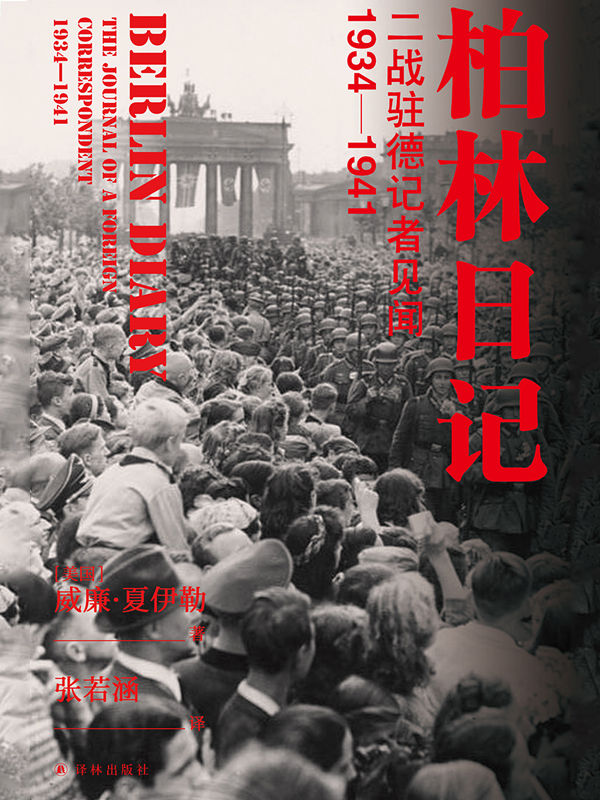 柏林日记
二战驻德记者见闻
1934—1941
BERLIN DIARY
THE JOURNAL OF A FOREIGN
CORRESPONDENT
1934—1941
[美国]
威廉·夏伊勒
著
张若涵
译
译林出版社